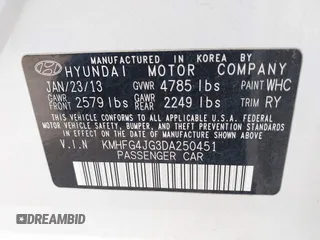 MANUFACTURED IN KOREA BY
HYUNDAI MOTOR COMPANY
JAN/23/13 GVWR 4785 lbs PAINT WHC
GAWR FRONT 2579 lbs GAWR REAR 2249 lbs TRIM RY
THIS VEHICLE CONFORMS TO ALL APPLICABLE U.S.A. FEDERAL
MOTOR VEHICLE SAFETY, BUMPER, AND THEFT PREVENTION
STANDARDS IN EFFECT ON THE DATE OF MANUFACTURE SHOWN ABOVE.
V.I.N KMHFG4JG3DA250451
PASSENGER CAR
DREAMBID
dreambid.com